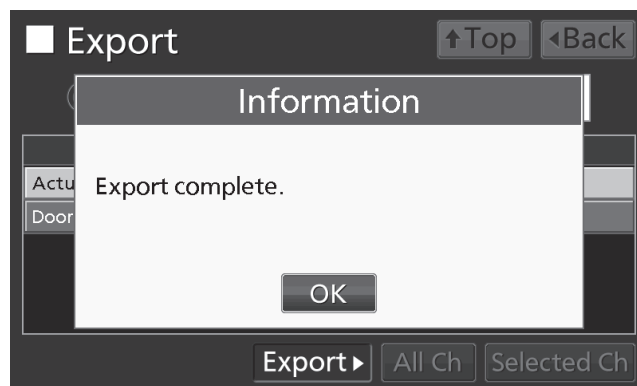 Export
↑Top
◂Back
Information
Actu
Export complete.
Door
OK
Export▸
All Ch
Selected Ch